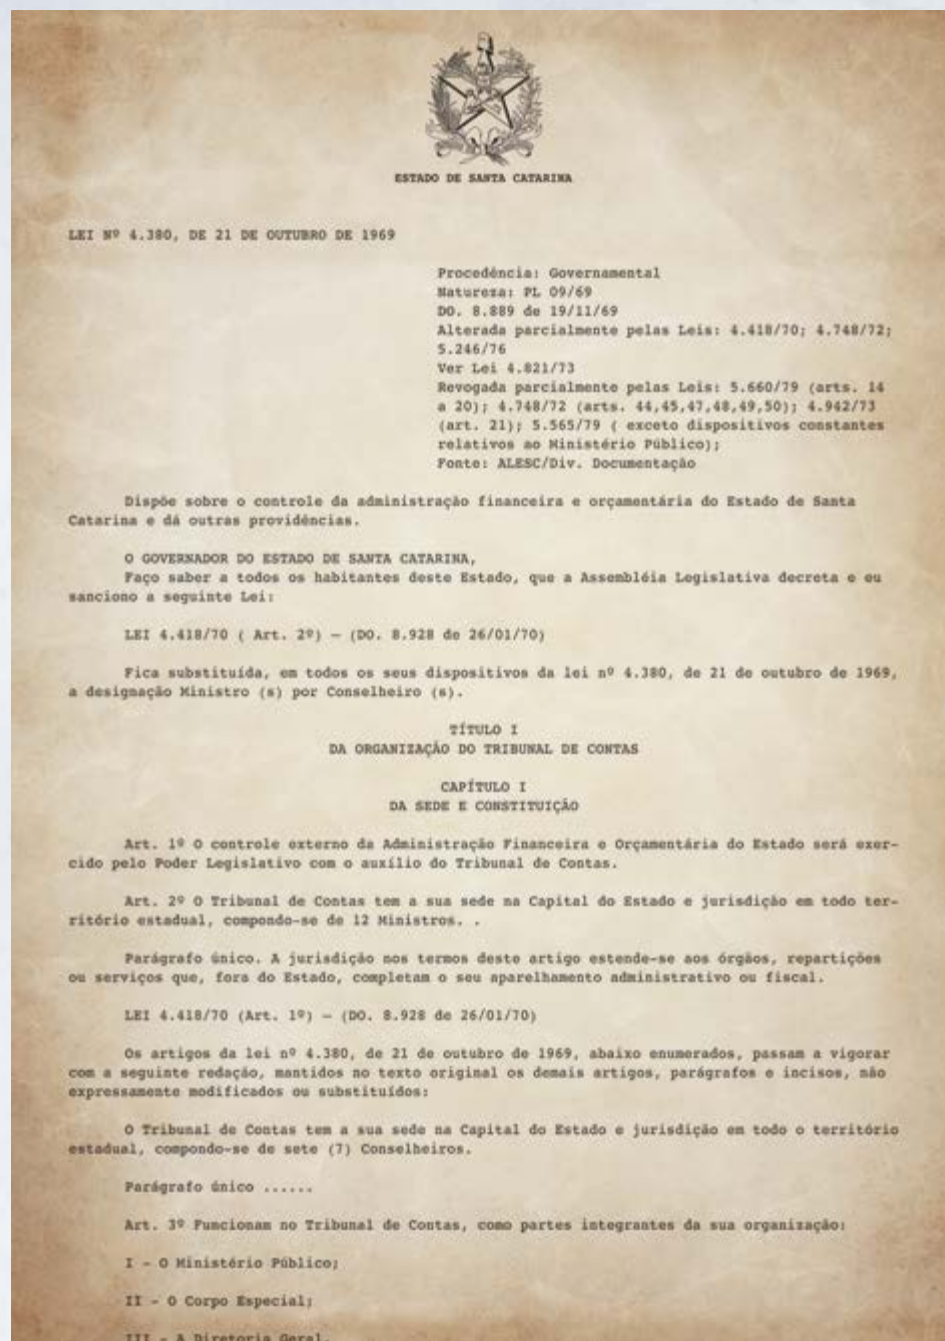 ESTADO DE SANTA CATARINA
LEI Nº 4.380, DE 21 DE OUTUBRO DE 1969
Procedência: Governamental
Natureza: PL 09/69
DO. 8.889 de 19/11/69
Alterada parcialmente pelas Leis: 4.418/70; 4.748/72;
5.246/76
Ver Lei 4.821/73
Revogada parcialmente pelas Leis: 5.660/79 (arts. 14
a 20); 4.748/72 (arts. 44,45,47,48,49,50); 4.942/73
(art. 21); 5.565/79 ( exceto dispositivos constantes
relativos ao Ministério Público);
Fonte: ALESC/Div. Documentação
Dispõe sobre o controle da administração financeira e orçamentária do Estado de Santa
Catarina e dá outras providências.
O GOVERNADOR DO ESTADO DE SANTA CATARINA,
Faço saber a todos os habitantes deste Estado, que a Assembléia Legislativa decreta e eu
sanciono a seguinte Lei:
LEI 4.418/70 ( Art. 2º) – (DO. 8.928 de 26/01/70)
Fica substituída, em todos os seus dispositivos da lei nº 4.380, de 21 de outubro de 1969,
a designação Ministro (s) por Conselheiro (s).
TÍTULO I
DA ORGANIZAÇÃO DO TRIBUNAL DE CONTAS
CAPÍTULO I
DA SEDE E CONSTITUIÇÃO
Art. 1º O controle externo da Administração Financeira e Orçamentária do Estado será exer-
cido pelo Poder Legislativo com o auxílio do Tribunal de Contas.
Art. 2º O Tribunal de Contas tem a sua sede na Capital do Estado e jurisdição em todo ter-
ritório estadual, compondo-se de 12 Ministros. .
Parágrafo único. A jurisdição nos termos deste artigo estende-se aos órgãos, repartições
ou serviços que, fora do Estado, completam o seu aparelhamento administrativo ou fiscal.
LEI 4.418/70 (Art. 1º) – (DO. 8.928 de 26/01/70)
Os artigos da lei nº 4.380, de 21 de outubro de 1969, abaixo enumerados, passam a vigorar
com a seguinte redação, mantidos no texto original os demais artigos, parágrafos e incisos, não
expressamente modificados ou substituídos:
O Tribunal de Contas tem a sua sede na Capital do Estado e jurisdição em todo o território
estadual, compondo-se de sete (7) Conselheiros.
Parágrafo único ......
Art. 3º Funcionam no Tribunal de Contas, como partes integrantes da sua organização:
I – O Ministério Público;
II – O Corpo Especial;
III – A Diretoria Geral.